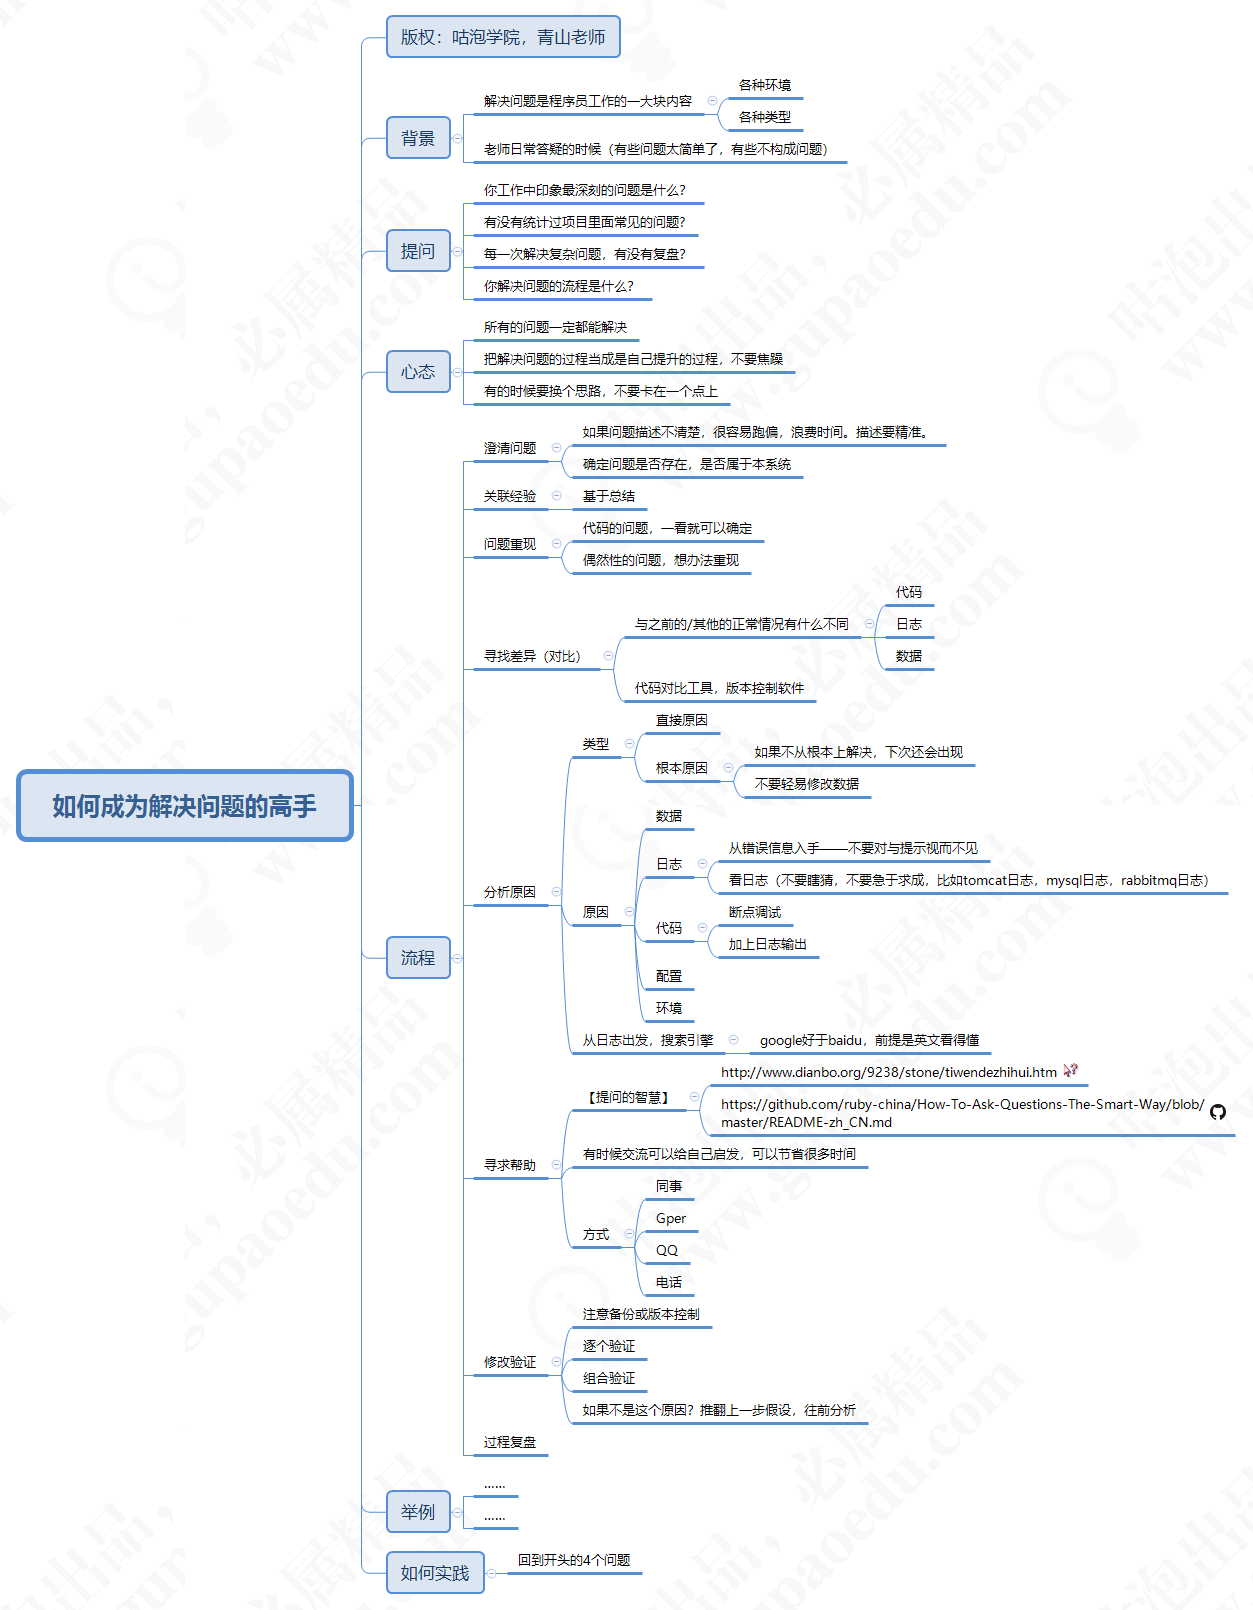 版权：咕泡学院，青山老师
各种环境
解决问题是程序员工作的一大块内容
各种类型
背景
老师日常答疑的时候（有些问题太简单了，有些不构成问题）
你工作中印象最深刻的问题是什么？
有没有统计过项目里面常见的问题?
提问
每一次解决复杂问题，有没有复盘？
你解决问题的流程是什么？
所有的问题一定都能解决
把解决问题的过程当成是自己提升的过程，不要焦躁
心态
有的时候要换个思路，不要卡在一个点上
如果问题描述不清楚，很容易跑偏，浪费时间。描述要精准。
澄清问题
确定问题是否存在，是否属于本系统
关联经验
基于总结
代码的问题，一看就可以确定
问题重现
偶然性的问题，想办法重现
代码
与之前的/其他的正常情况有什么不同
日志
寻找差异（对比）
数据
代码对比工具，版本控制软件
直接原因
类型
如果不从根本上解决，下次还会出现
根本原因
不要轻易修改数据
如何成为解决问题的高手
数据
从错误信息入手——不要对与提示视而不见
日志
看日志（不要瞎猜，不要急于求成，比如tomcat日志，mysql日志，rabbitmq日志）
分析原因
原因
断点调试
代码
加上日志输出
流程
配置
环境
从日志出发，搜索引擎
google好于baidu，前提是英文看得懂
http://www.dianbo.org/9238/stone/tiwendezhihui.htm
【提问的智慧】
https://github.com/ruby-china/How-To-Ask-Questions-The-Smart-Way/blob/
master/README-zh_CN.md
有时候交流可以给自己启发，可以节省很多时间
寻求帮助
同事
Gper
方式
QQ
电话
注意备份或版本控制
逐个验证
修改验证
组合验证
如果不是这个原因？推翻上一步假设，往前分析
过程复盘
……
举例
……
如何实践
回到开头的4个问题
咕泡出品，必属精品
www.gupaoedu.com